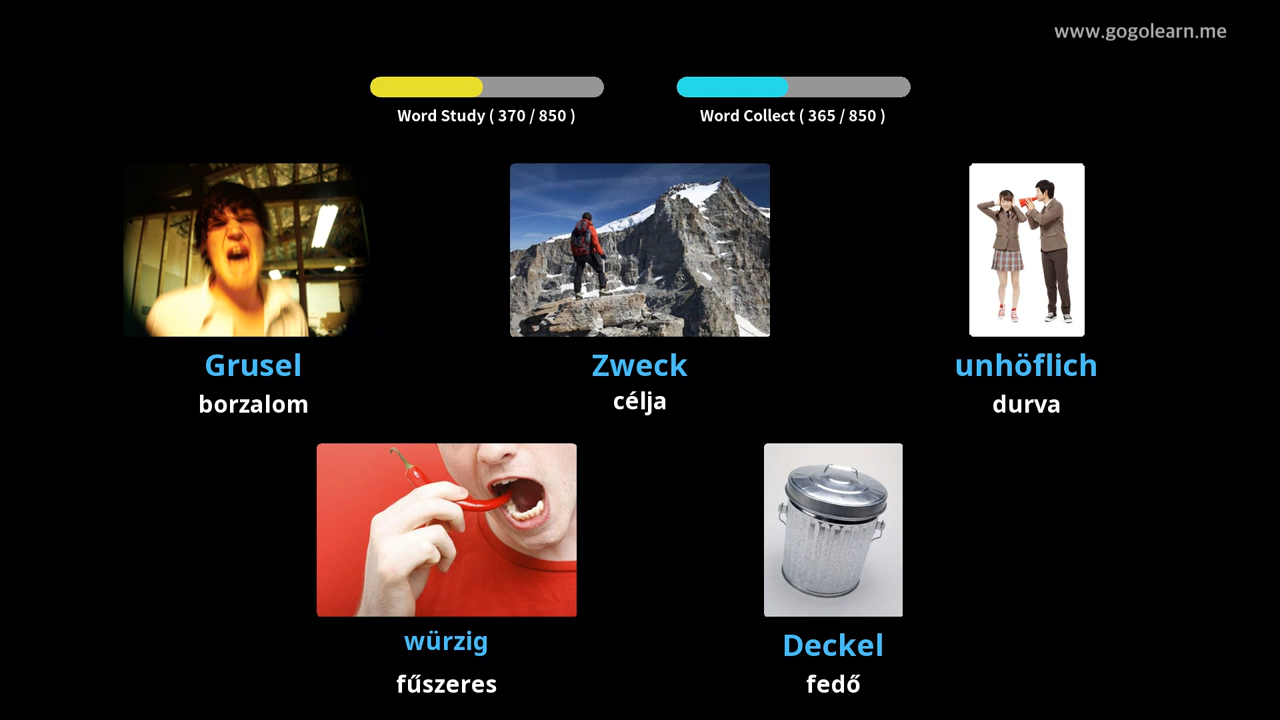 www.gogolearn.me
Word Study ( 370 / 850 )
Word Collect ( 365 / 850 )
Grusel
borzalom
Zweck
célja
unhöflich
durva
würzig
fűszeres
Deckel
fedő